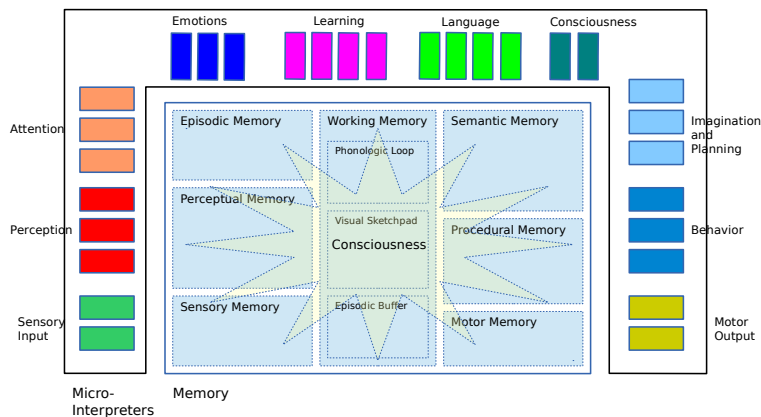 Emotions
Learning
Language
Consciousness
Attention
Episodic Memory
Working Memory
Semantic Memory
Imagination
and
Planning
Phonologic Loop
Perceptual Memory
Perception
Visual Sketchpad
Consciousness
Procedural Memory
Behavior
Sensory
Input
Sensory Memory
Episodic Buffer
Motor Memory
Motor
Output
Micro-
Interpreters
Memory